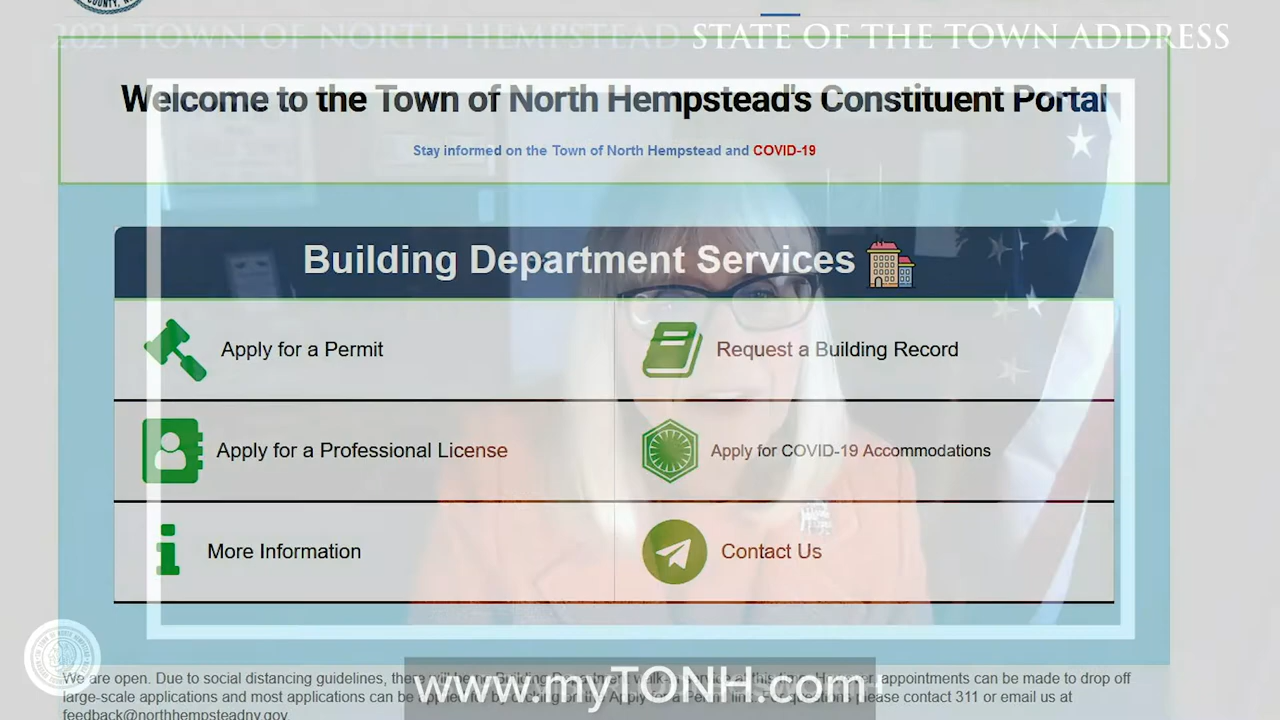 COUNTY, N
2021 TOWN OF NORTH HEMPSTEAD STATE OF THE TOWN ADDRESS
Welcome to the Town of North Hempstead's Constituent Portal
Stay informed on the Town of North Hempstead and COVID-19
Building Department Services
Apply for a Permit
Request a Building Record
Apply for a Professional License
Apply for COVID-19 Accommodations
More Information
Contact Us
We are open. Due to social distancing guidelines, appointments can be made to drop off
large-scale applications and most applications can be please contact 311 or email us at
feedback@northhempsteadny.gov.
www.myTONH.com